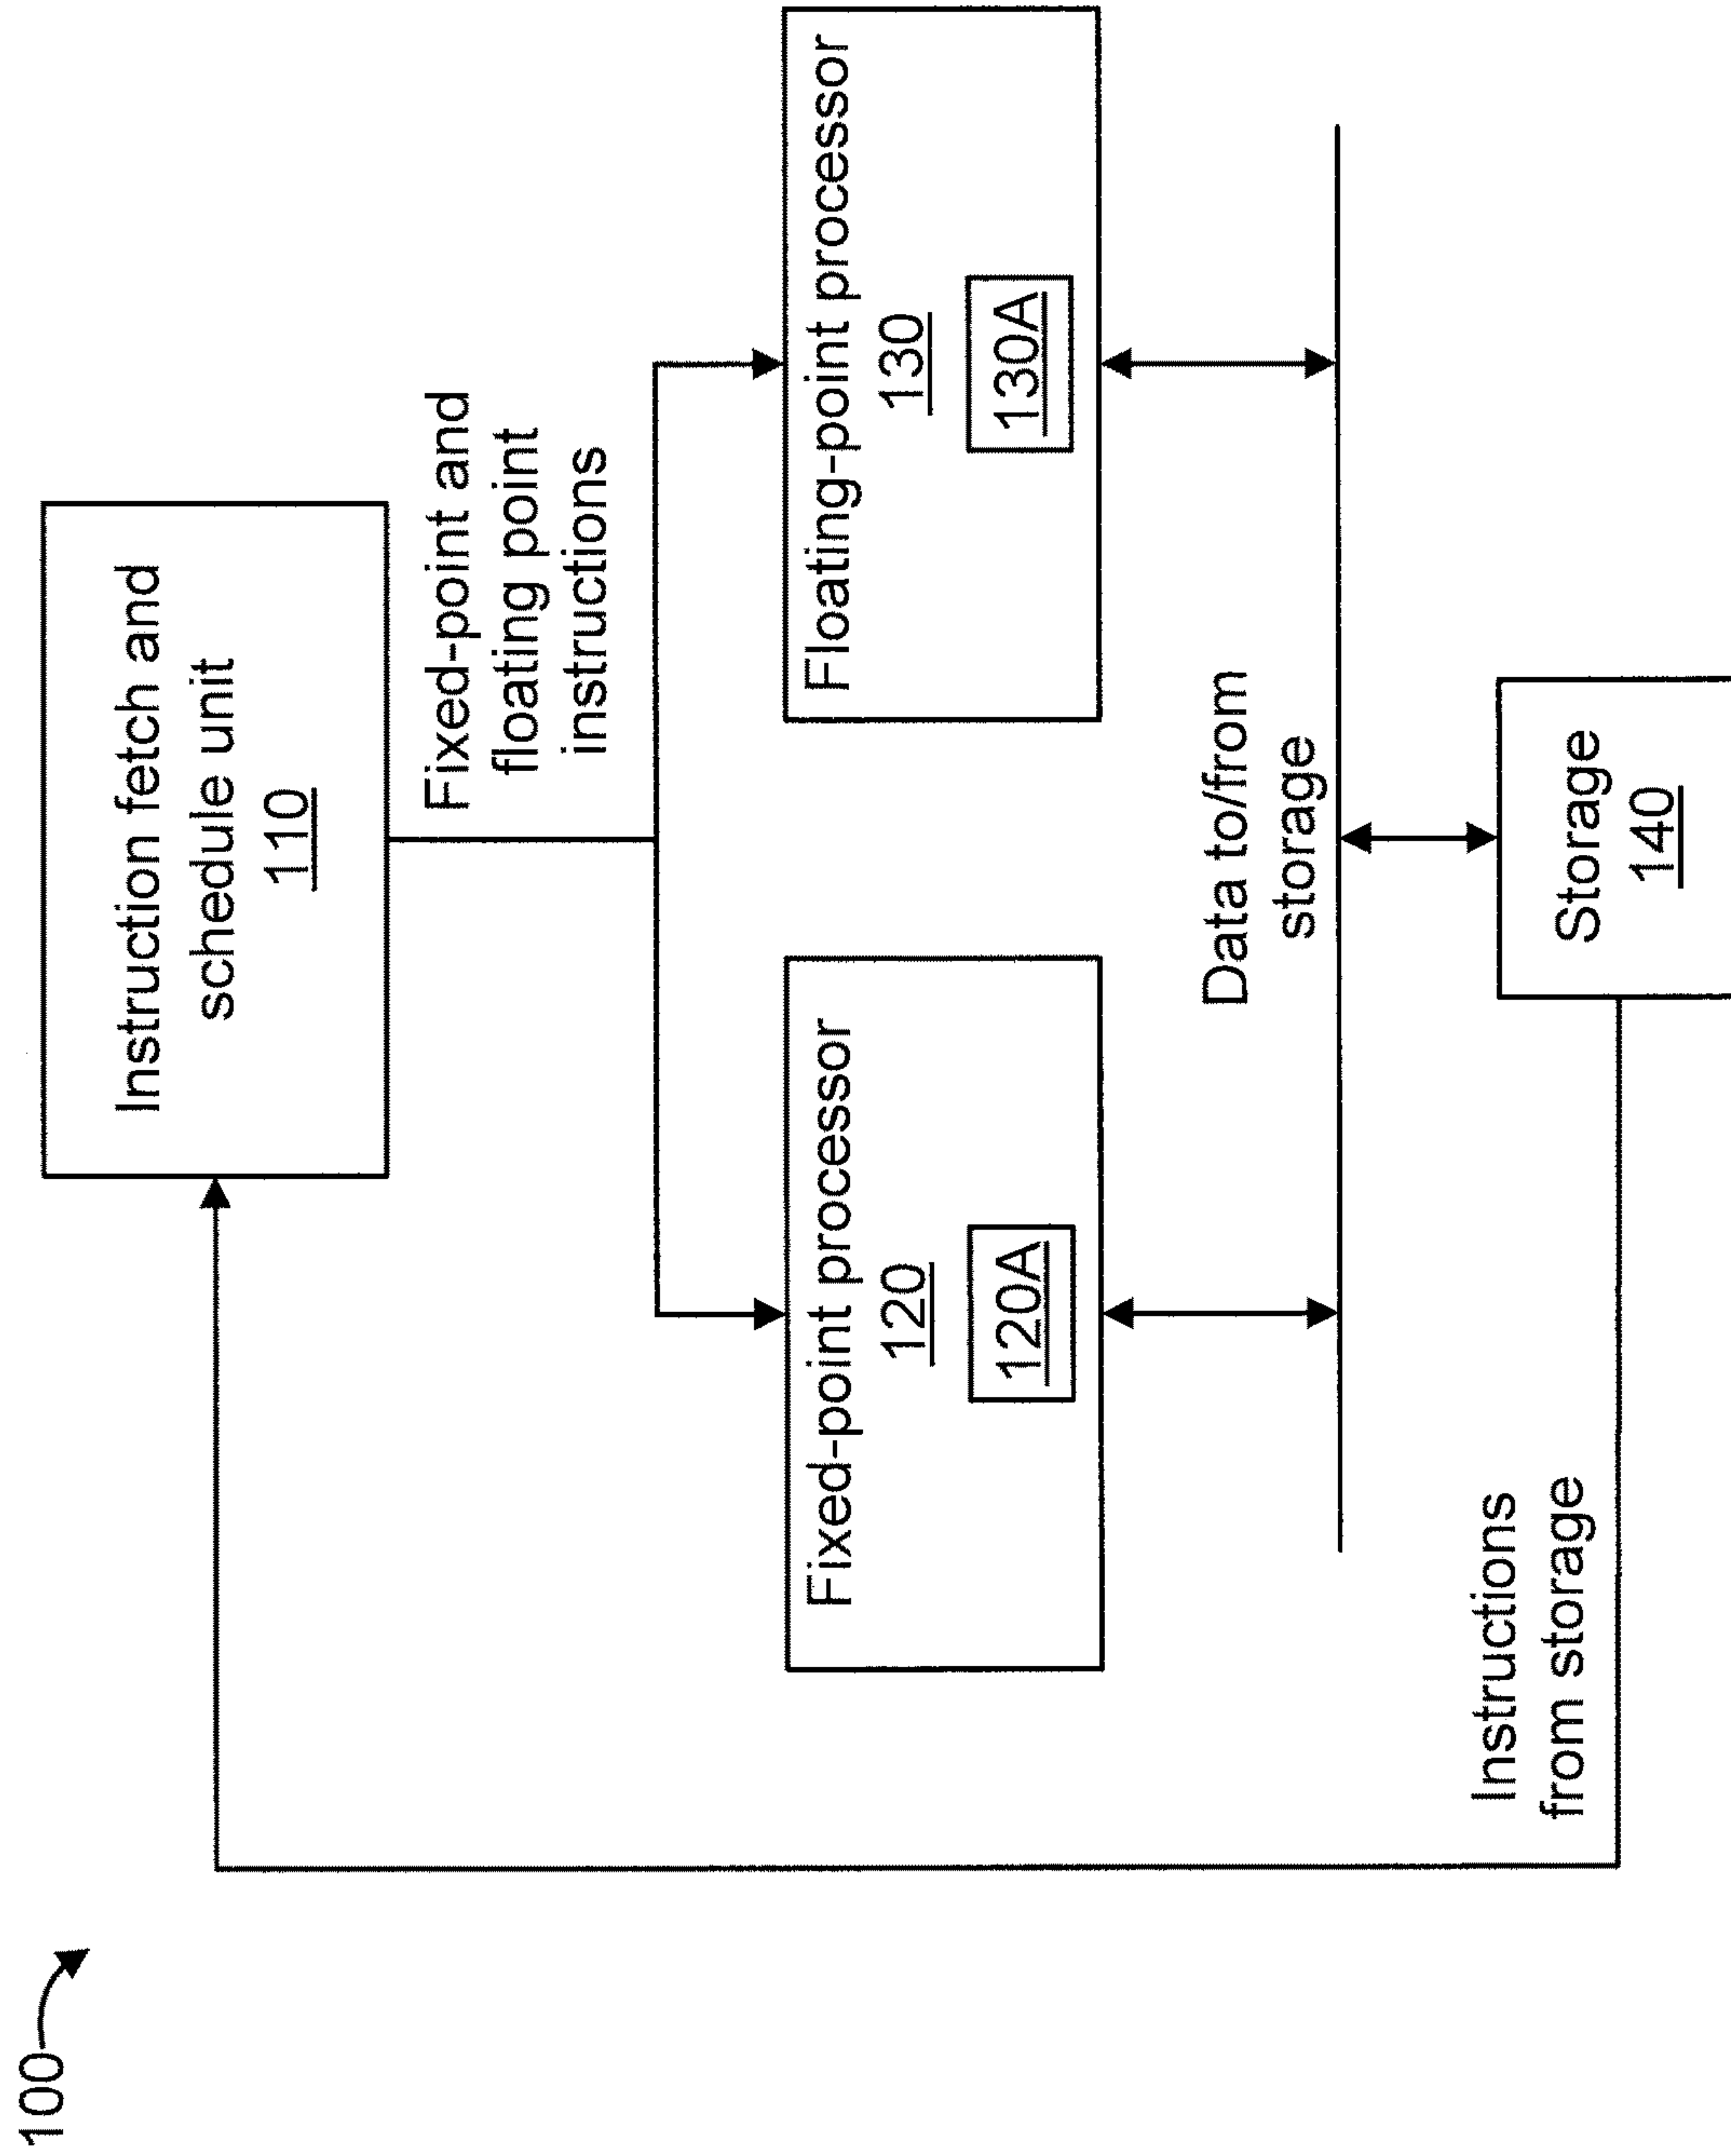 100
Instruction fetch and
schedule unit
110
Fixed-point and
floating point
instructions
Fixed-point processor
120
120A
Floating-point processor
130
130A
Data to/from
storage
Instructions
from storage
Storage
140